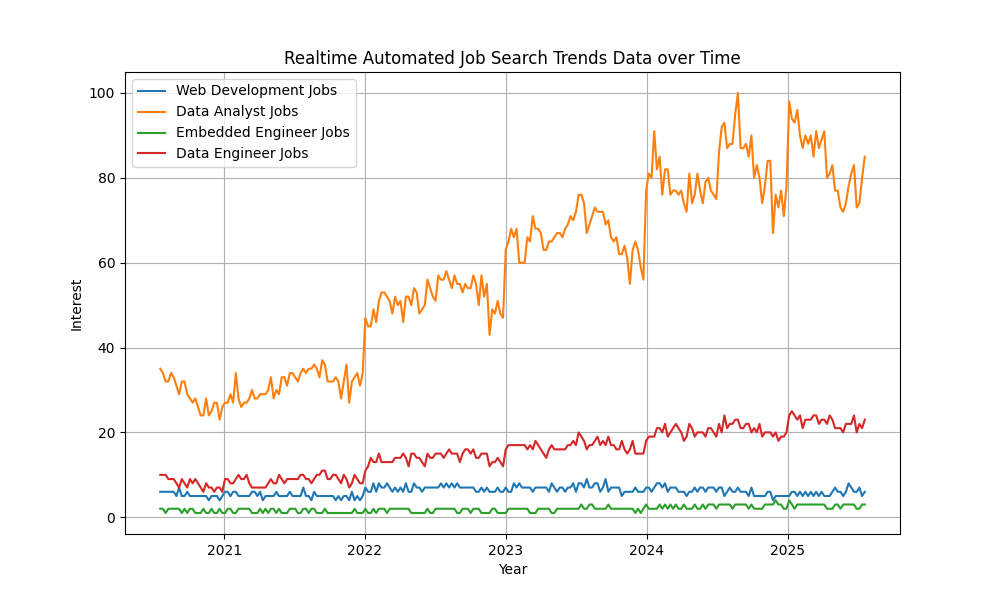 Realtime Automated Job Search Trends Data over Time
Web Development Jobs
Data Analyst Jobs
Embedded Engineer Jobs
Data Engineer Jobs
100
80
60
40
20
0
Interest
2021 2022 2023 2024 2025
Year